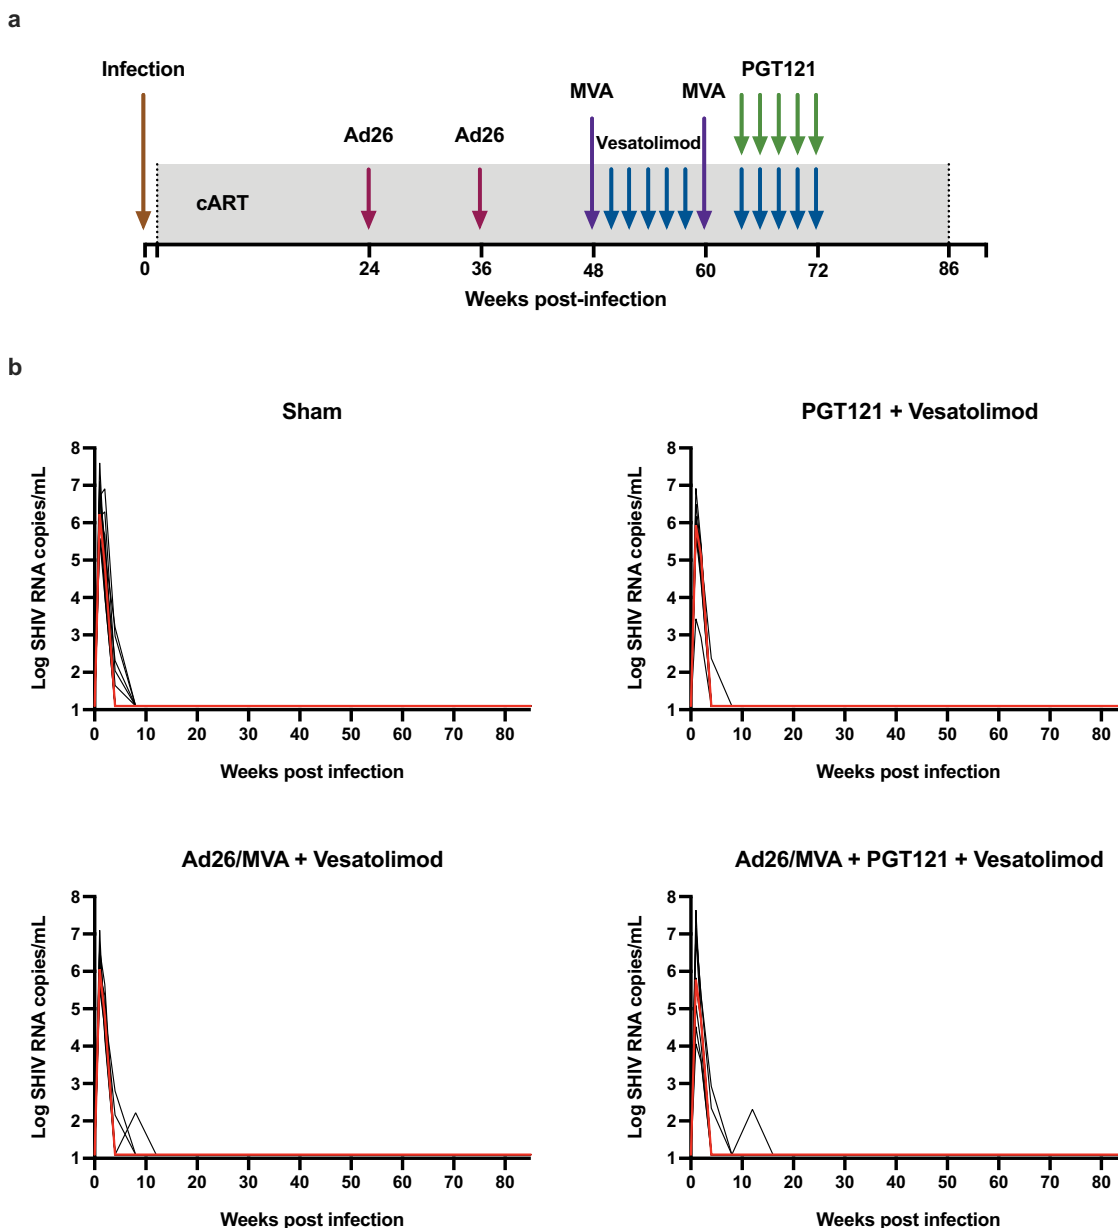 a
Infection
PGT121
MVA
MVA
Ad26
Ad26
Vesatolimod
cART
0
24
36
48
60
72
86
Weeks post-infection
b
Sham
8
7
6
5
4
3
2
1
Log SHIV RNA copies/mL
0 10 20 30 40 50 60 70 80
Weeks post infection
PGT121 + Vesatolimod
8
7
6
5
4
3
2
1
Log SHIV RNA copies/mL
0 10 20 30 40 50 60 70 80
Weeks post infection
Ad26/MVA + Vesatolimod
8
7
6
5
4
3
2
1
Log SHIV RNA copies/mL
0 10 20 30 40 50 60 70 80
Weeks post infection
Ad26/MVA + PGT121 + Vesatolimod
8
7
6
5
4
3
2
1
Log SHIV RNA copies/mL
0 10 20 30 40 50 60 70 80
Weeks post infection